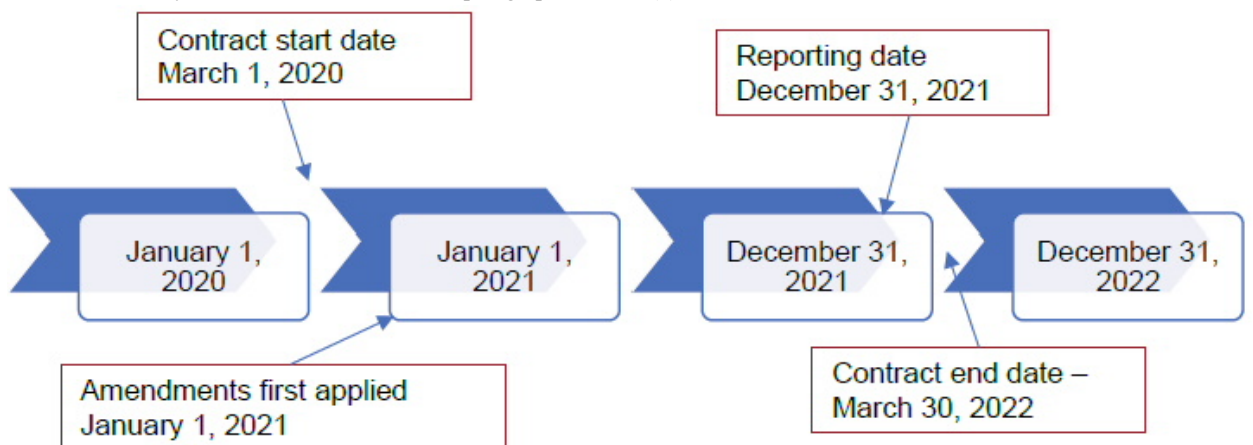 Contract start date
March 1, 2020
Reporting date
December 31, 2021
January 1,
2020
January 1,
2021
December 31,
2021
December 31,
2022
Amendments first applied
January 1, 2021
Contract end date –
March 30, 2022